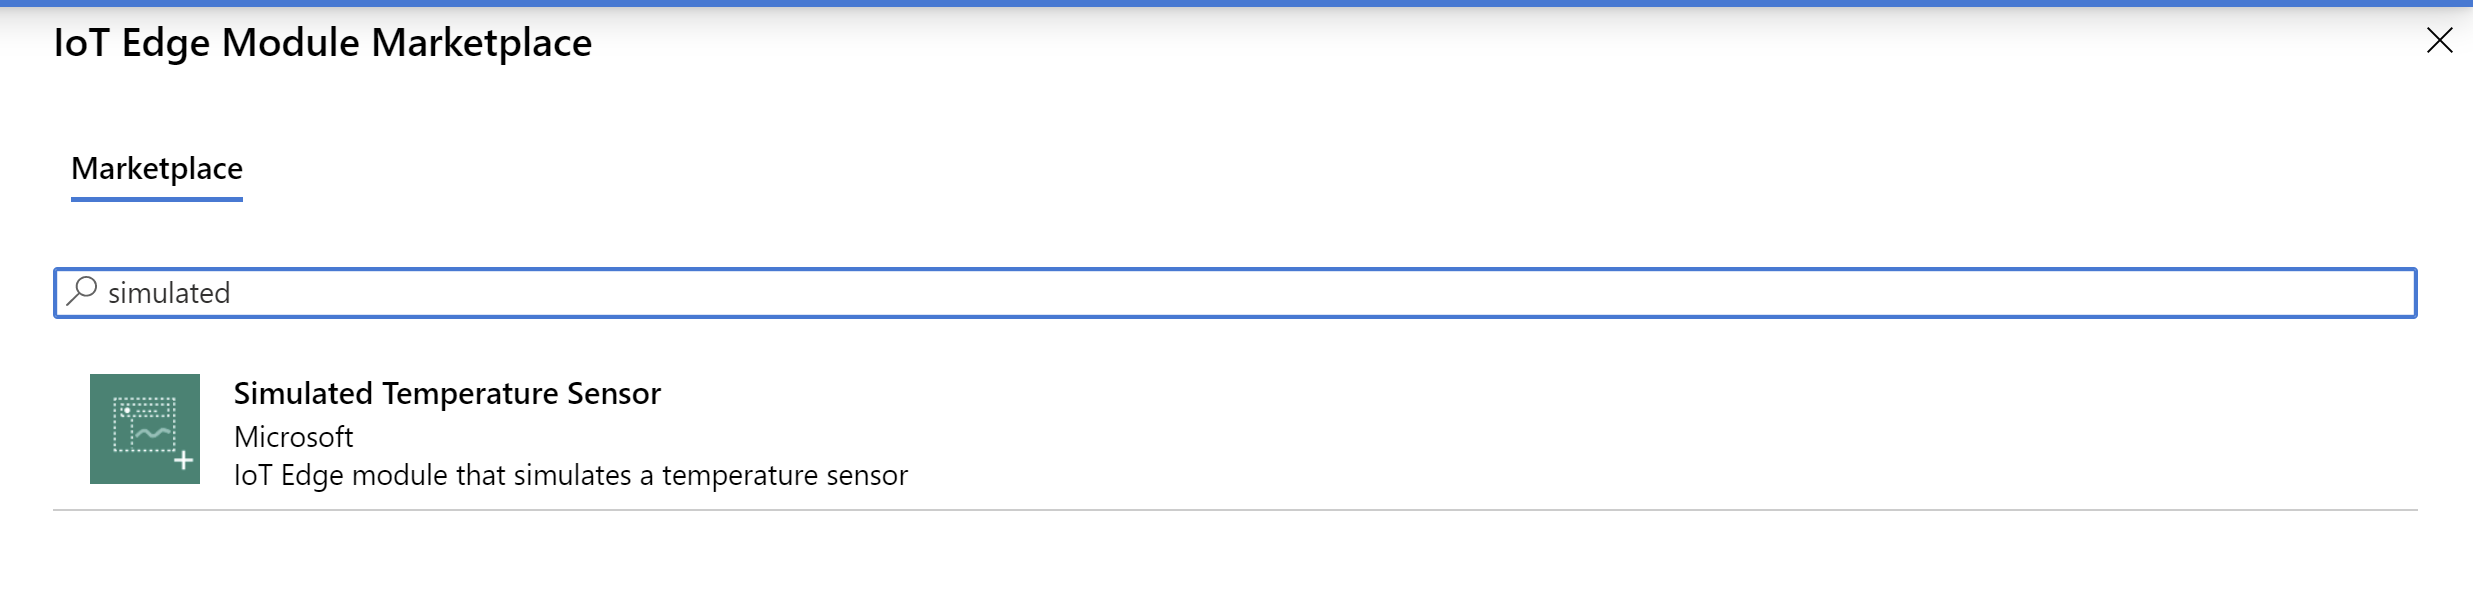 IoT Edge Module Marketplace
Marketplace
simulated
Simulated Temperature Sensor
Microsoft
IoT Edge module that simulates a temperature sensor